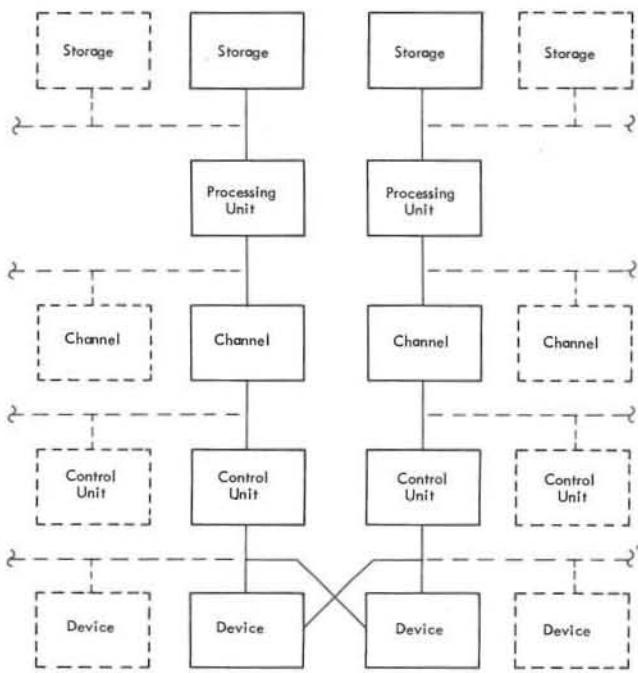 Storage
Storage
Storage
Storage
Processing
Unit
Processing
Unit
Channel
Channel
Channel
Channel
Control
Unit
Control
Unit
Control
Unit
Control
Unit
Device
Device
Device
Device